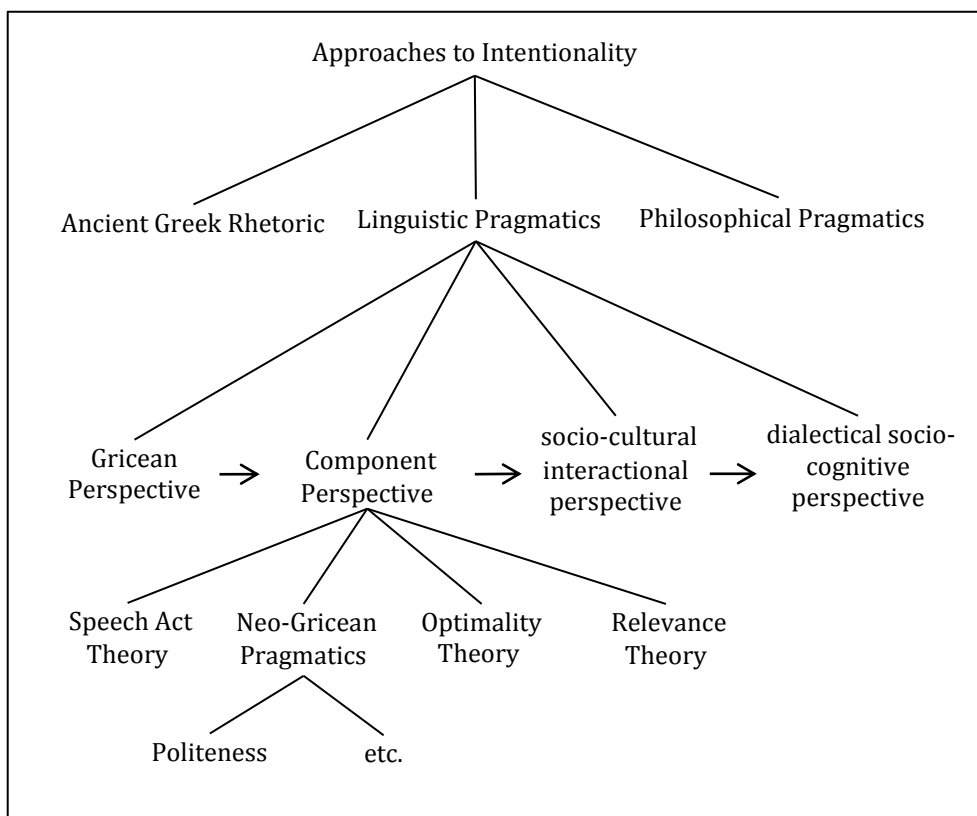 Approaches to Intentionality
Ancient Greek Rhetoric
Linguistic Pragmatics
Philosophical Pragmatics
Gricean
Perspective
Component
Perspective
socio-cultural
interactional
perspective
dialectical socio-
cognitive
perspective
Speech Act
Theory
Neo-Gricean
Pragmatics
Optimality
Theory
Relevance
Theory
Politeness
etc.